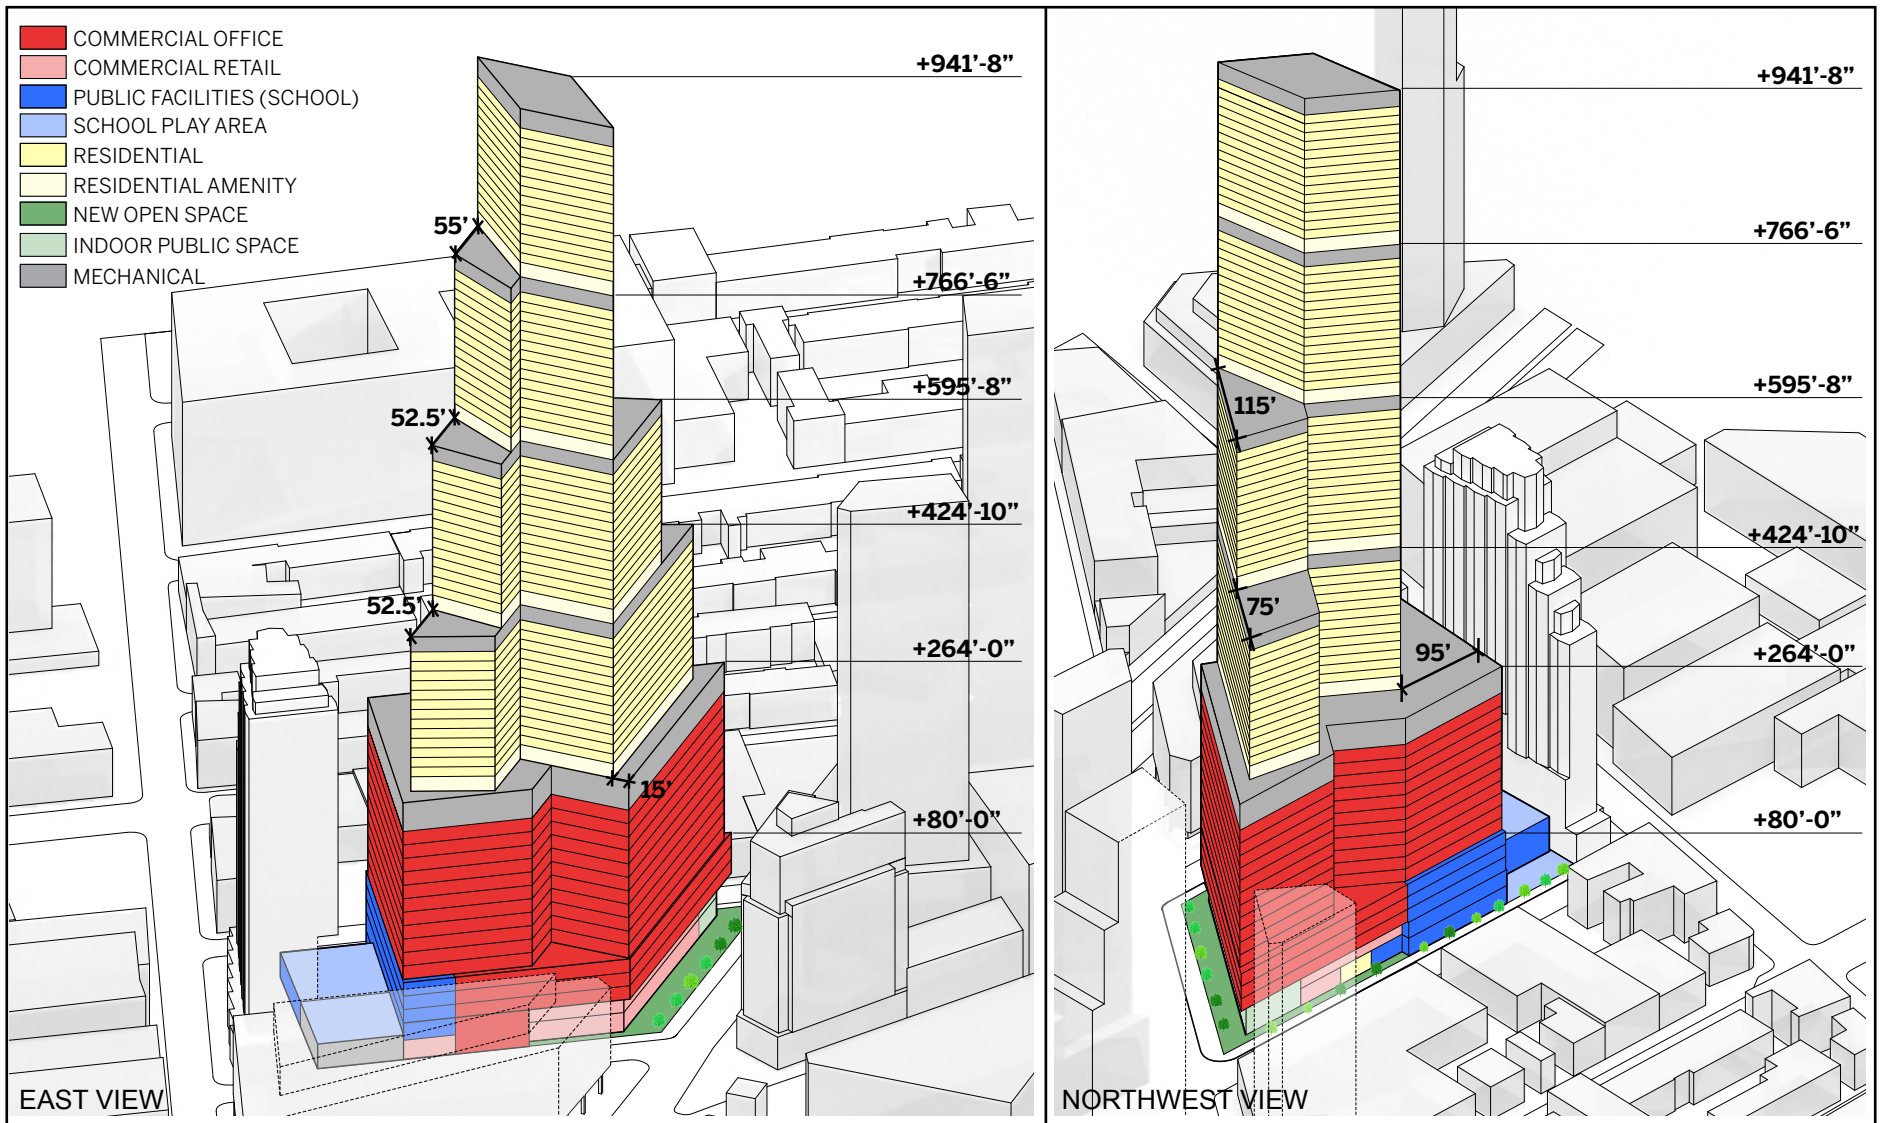 COMMERCIAL OFFICE
COMMERCIAL RETAIL
PUBLIC FACILITIES (SCHOOL)
SCHOOL PLAY AREA
RESIDENTIAL
RESIDENTIAL AMENITY
NEW OPEN SPACE
INDOOR PUBLIC SPACE
MECHANICAL
+941’-8”
55’
+766’-6”
+595’-8”
52.5’
+424’-10”
52.5’
+264’-0”
15’
+80’-0”
EAST VIEW
+941’-8”
+766’-6”
+595’-8”
115’
+424’-10”
75’
95’
+264’-0”
+80’-0”
NORTHWEST VIEW